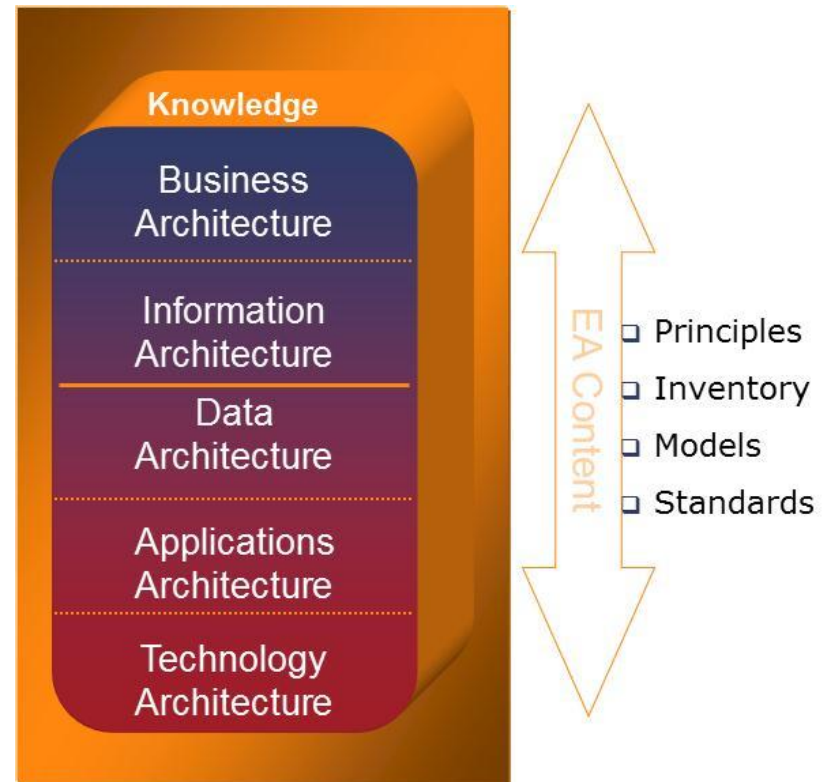 Knowledge
Business
Architecture
Information
Architecture
Data
Architecture
Applications
Architecture
Technology
Architecture
EA Content
Principles
Inventory
Models
Standards